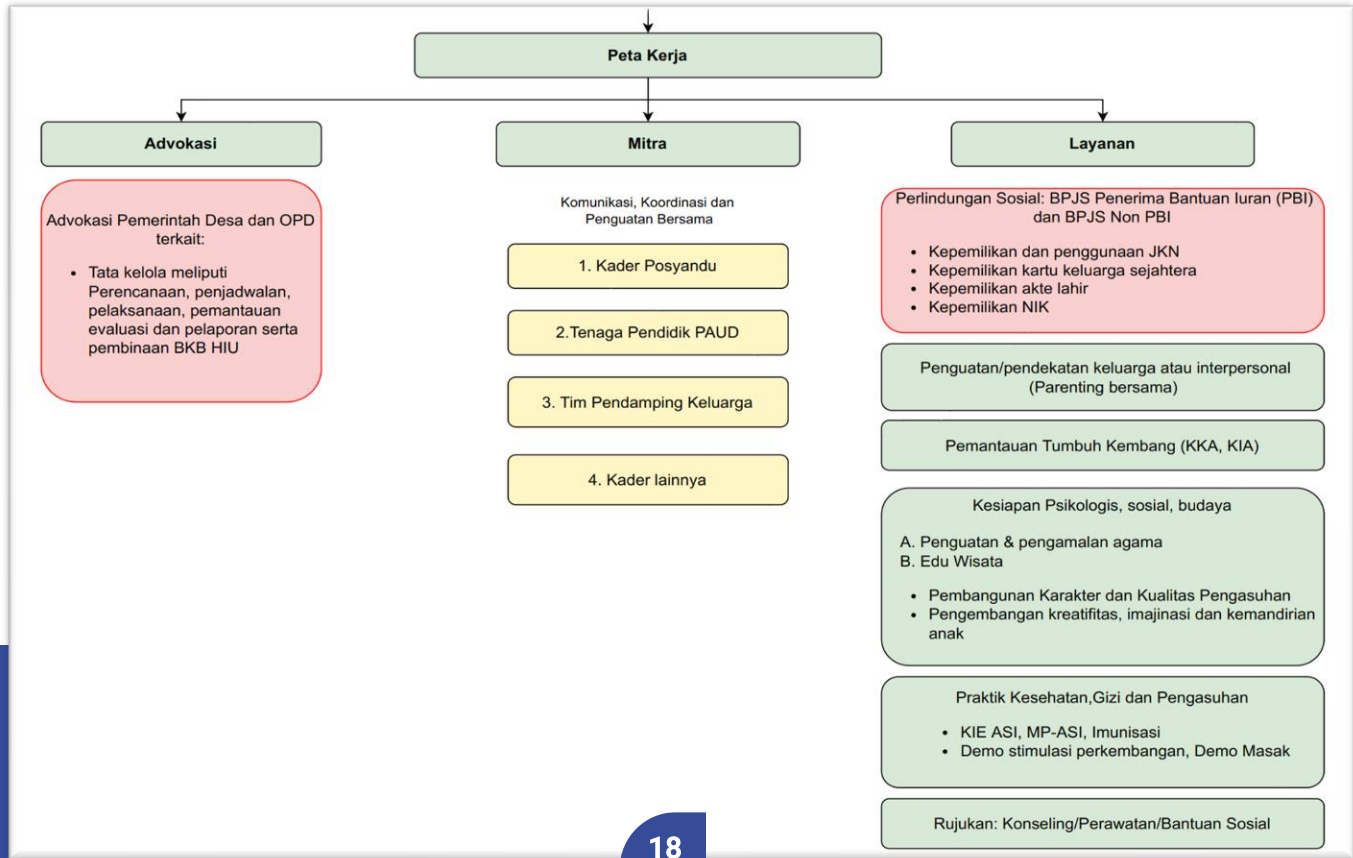 Peta Kerja
Advokasi
Advokasi Pemerintah Desa dan OPD
terkait:
• Tata kelola meliputi
Perencanaan, penjadwalan,
pelaksanaan, pemantauan
evaluasi dan pelaporan serta
pembinaan BKB HIU
Mitra
Komunikasi, Koordinasi dan
Penguatan Bersama
1. Kader Posyandu
2.Tenaga Pendidik PAUD
3. Tim Pendamping Keluarga
4. Kader lainnya
Layanan
Perlindungan Sosial: BPJS Penerima Bantuan Iuran (PBI)
dan BPJS Non PBI
• Kepemilikan dan penggunaan JKN
• Kepemilikan kartu keluarga sejahtera
• Kepemilikan akte lahir
• Kepemilikan NIK
Penguatan/pendekatan keluarga atau interpersonal
(Parenting bersama)
Pemantauan Tumbuh Kembang (KKA, KIA)
Kesiapan Psikologis, sosial, budaya
A. Penguatan & pengamalan agama
B. Edu Wisata
• Pembangunan Karakter dan Kualitas Pengasuhan
• Pengembangan kreatifitas, imajinasi dan kemandirian
anak
Praktik Kesehatan,Gizi dan Pengasuhan
• KIE ASI, MP-ASI, Imunisasi
• Demo stimulasi perkembangan, Demo Masak
Rujukan: Konseling/Perawatan/Bantuan Sosial
18